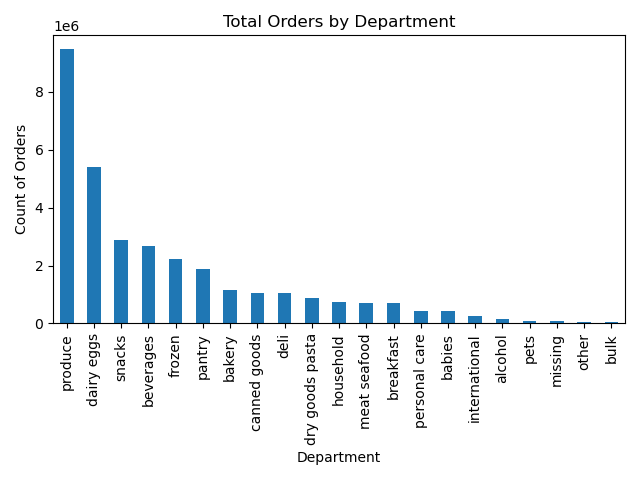 Total Orders by Department
1e6
8
6
4
2
0
Count of Orders
produce
dairy eggs
snacks
beverages
frozen
pantry
bakery
canned goods
deli
dry goods pasta
household
meat seafood
breakfast
personal care
babies
international
alcohol
pets
missing
other
bulk
Department